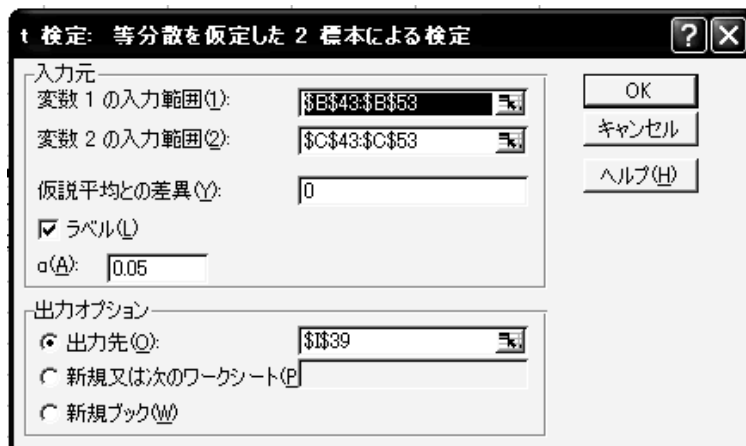 t 検定: 等分散を仮定した 2 標本による検定
入力元
変数 1 の入力範囲(1): $B$43:$B$53
変数 2 の入力範囲(2): $C$43:$C$53
仮説平均との差異(Y): 0
ラベル(L)
α(A): 0.05
出力オプション
出力先(O): $I$39
新規又は次のワークシート(P
新規ブック(W)
OK
キャンセル
ヘルプ(H)